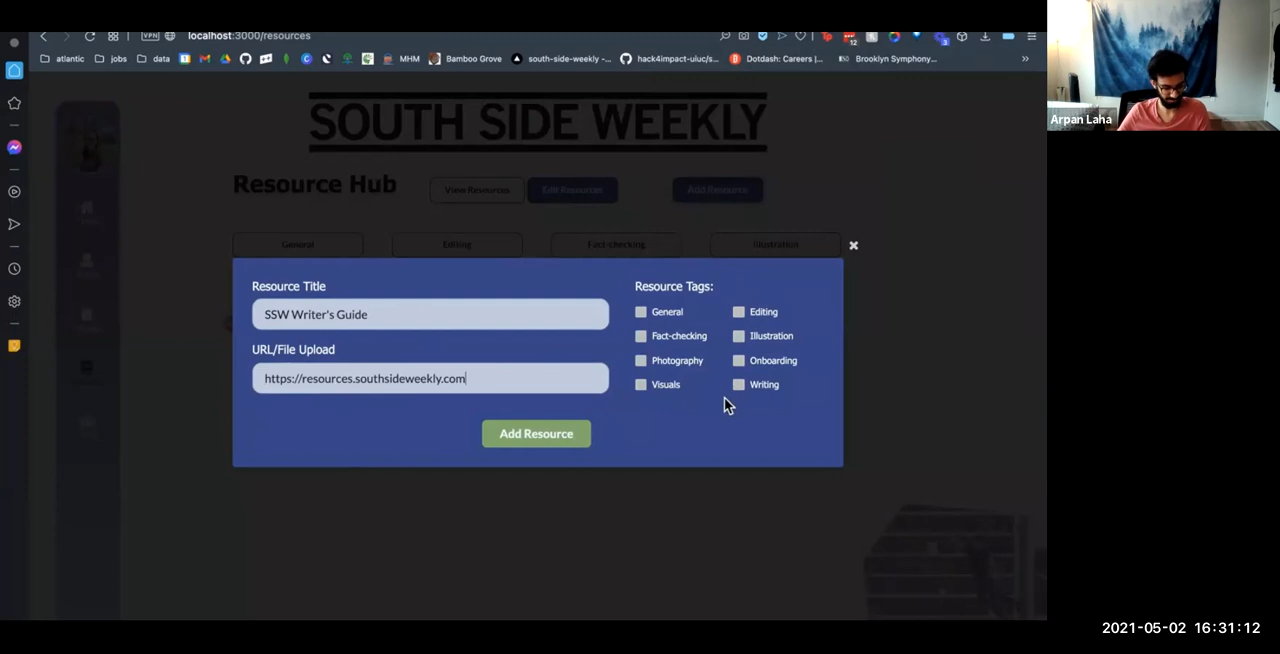 VPN localhost:3000/resources 12 3
atlantic jobs data MHM Bamboo Grove south-side-weekly -... hack4impact-uiuc/s... Dotdash: Careers |... Brooklyn Symphony... »
Arpan Laha
SOUTH SIDE WEEKLY
Resource Hub View Resources Edit Resources Add Resource
General Editing Fact-checking Illustration
Resource Title
SSW Writer's Guide
URL/File Upload
https://resources.southsideweekly.com
Resource Tags:
General Editing
Fact-checking Illustration
Photography Onboarding
Visuals Writing
Add Resource
2021-05-02 16:31:12